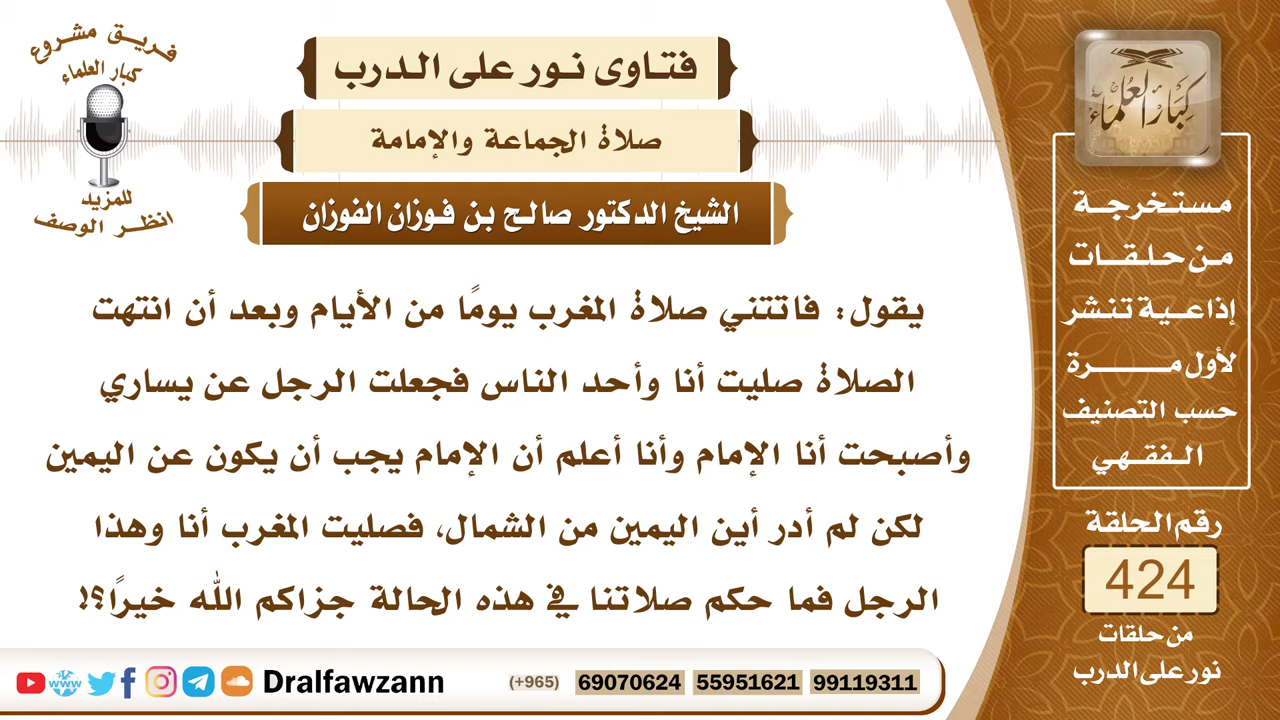 فريق مشروع
كبار العلماء
للمزيد
انظر الوصف
فتاوى نور على الدرب
صلاة الجماعة والإمامة
الشيخ الدكتور صالح بن فوزان الفوزان
يقول: فاتتني صلاة المغرب يومًا من الأيام وبعد أن انتهت
الصلاة صليت أنا وأحد الناس فجعلت الرجل عن يساري
وأصبحت أنا الإمام وأنا أعلم أن الإمام يجب أن يكون عن اليمين
لكن لم أدر أين اليمين من الشمال، فصليت المغرب أنا وهذا
الرجل فما حكم صلاتنا في هذه الحالة جزاكم الله خيرًا؟!
كبار العلماء
مستخرجة
من حلقات
إذاعية تنشر
لأول مرة
حسب التصنيف
الفقهي
رقم الحلقة
424
من حلقات
نور على الدرب
www Dralfawzann (+965) 69070624 55951621 99119311